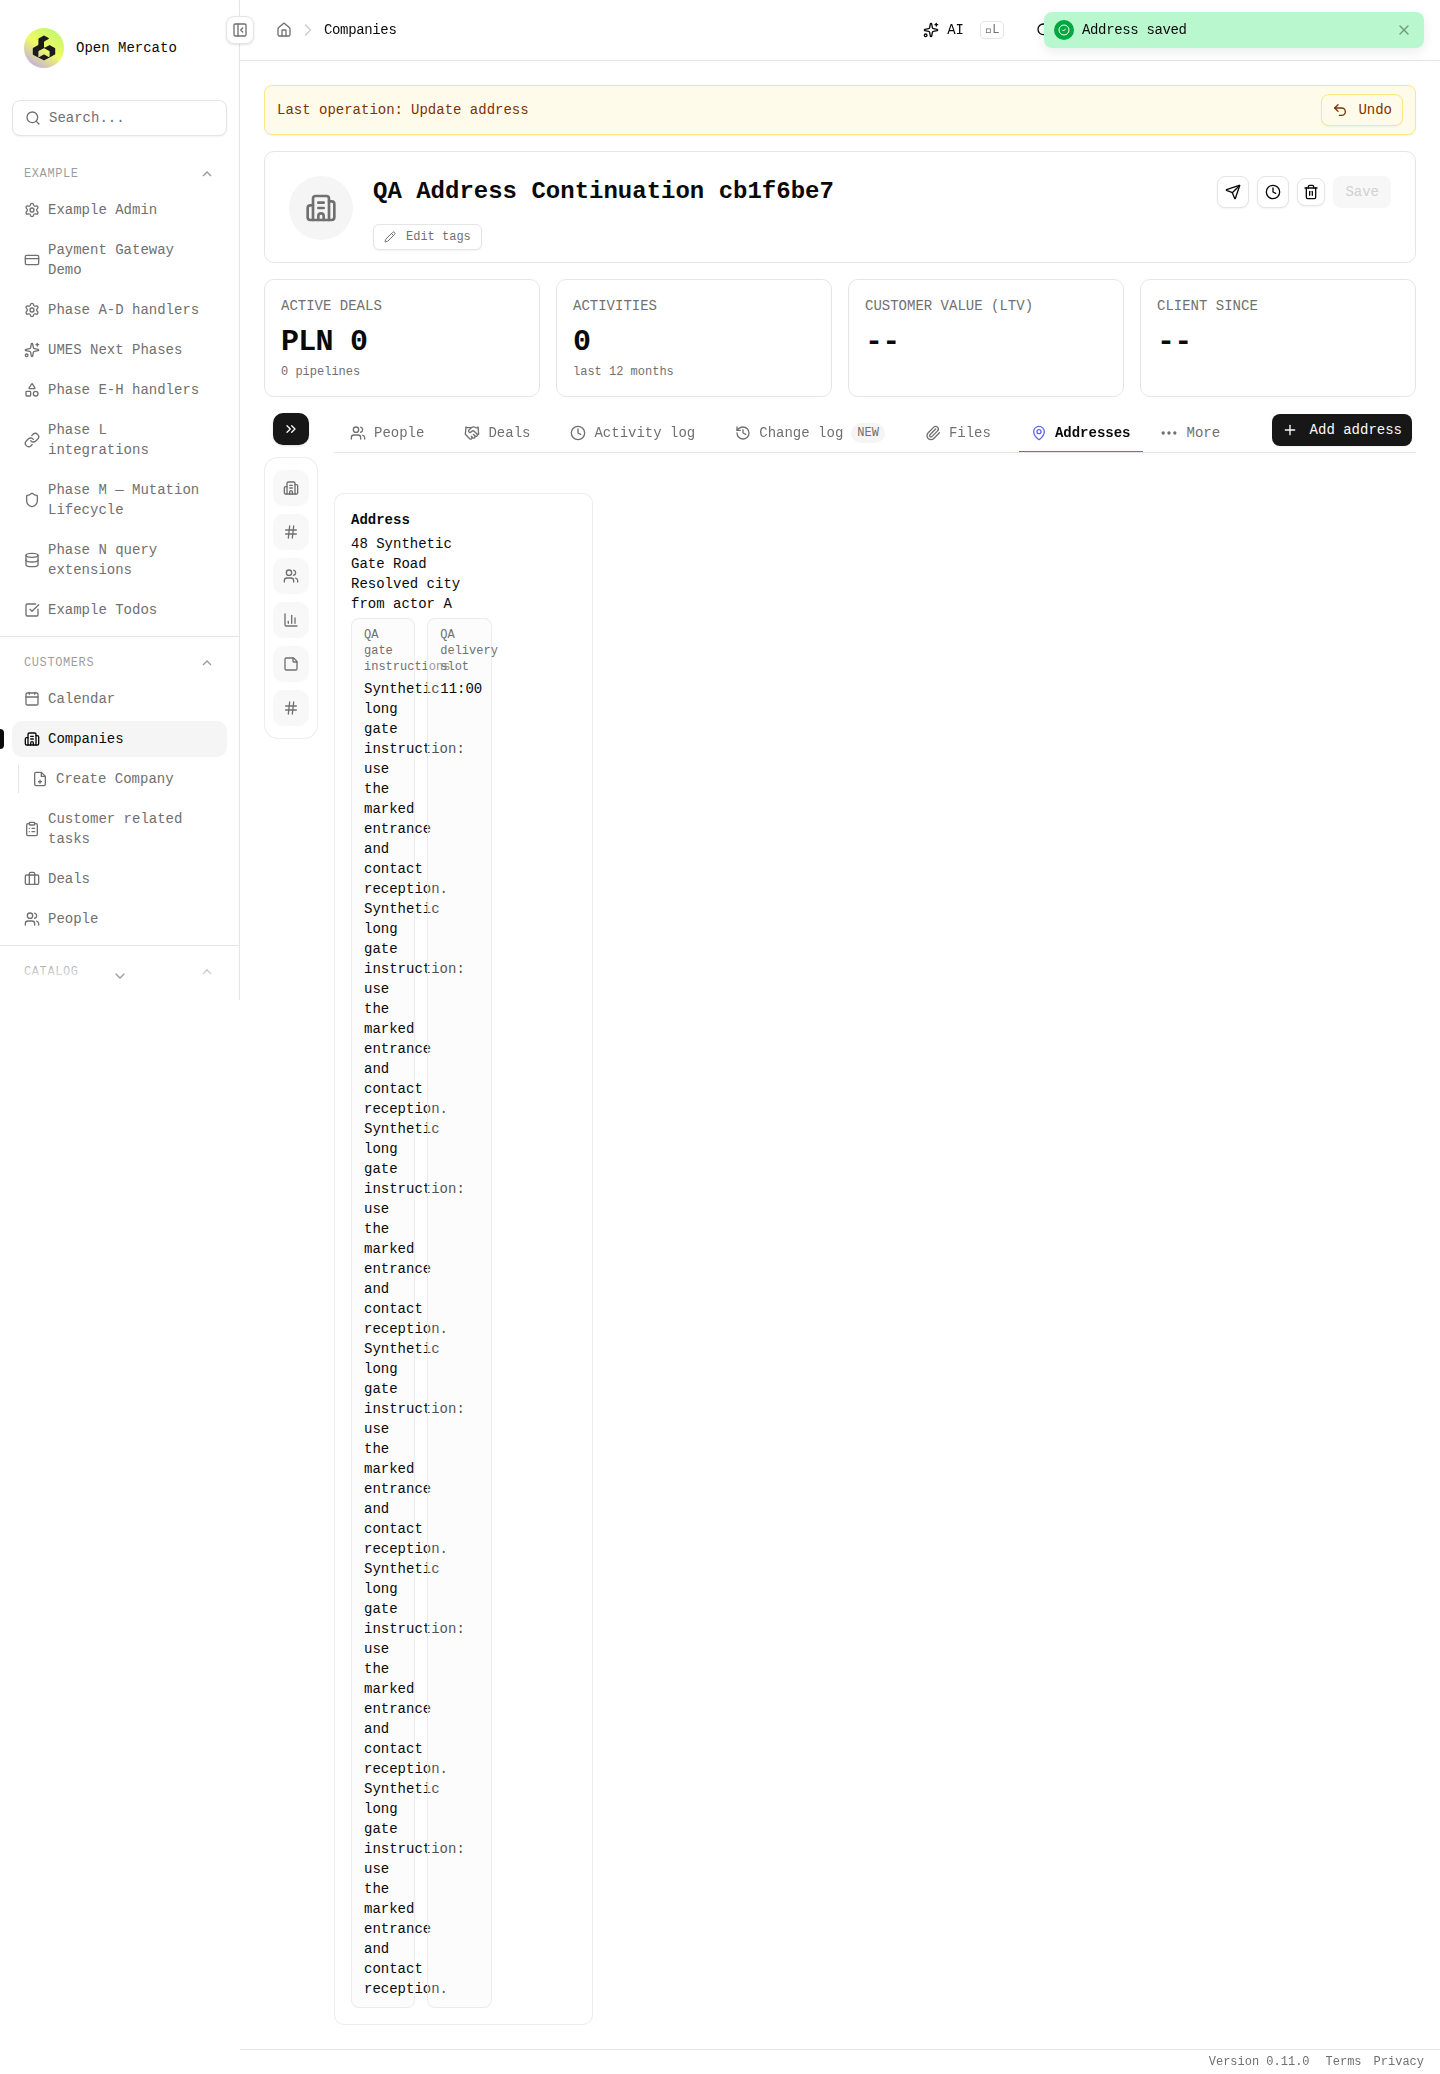 Open Mercato
Search...
EXAMPLE
Example Admin
Payment Gateway
Demo
Phase A-D handlers
UMES Next Phases
Phase E-H handlers
Phase L
integrations
Phase M — Mutation
Lifecycle
Phase N query
extensions
Example Todos
CUSTOMERS
Calendar
Companies
Create Company
Customer related
tasks
Deals
People
CATALOG
Companies
AI
L
Address saved
Last operation: Update address
Undo
QA Address Continuation cb1f6be7
Edit tags
Save
ACTIVE DEALS
PLN 0
0 pipelines
ACTIVITIES
0
last 12 months
CUSTOMER VALUE (LTV)
--
CLIENT SINCE
--
People
Deals
Activity log
Change log NEW
Files
Addresses
More
Add address
Address
48 Synthetic
Gate Road
Resolved city
from actor A
QA
gate
instructions
Synthetic
long
gate
instruction:
use
the
marked
entrance
and
contact
reception.
Synthetic
long
gate
instruction:
use
the
marked
entrance
and
contact
reception.
Synthetic
long
gate
instruction:
use
the
marked
entrance
and
contact
reception.
Synthetic
long
gate
instruction:
use
the
marked
entrance
and
contact
reception.
Synthetic
long
gate
instruction:
use
the
marked
entrance
and
contact
reception.
Synthetic
long
gate
instruction:
use
the
marked
entrance
and
contact
reception.
QA
delivery
slot
11:00
Version 0.11.0 Terms Privacy